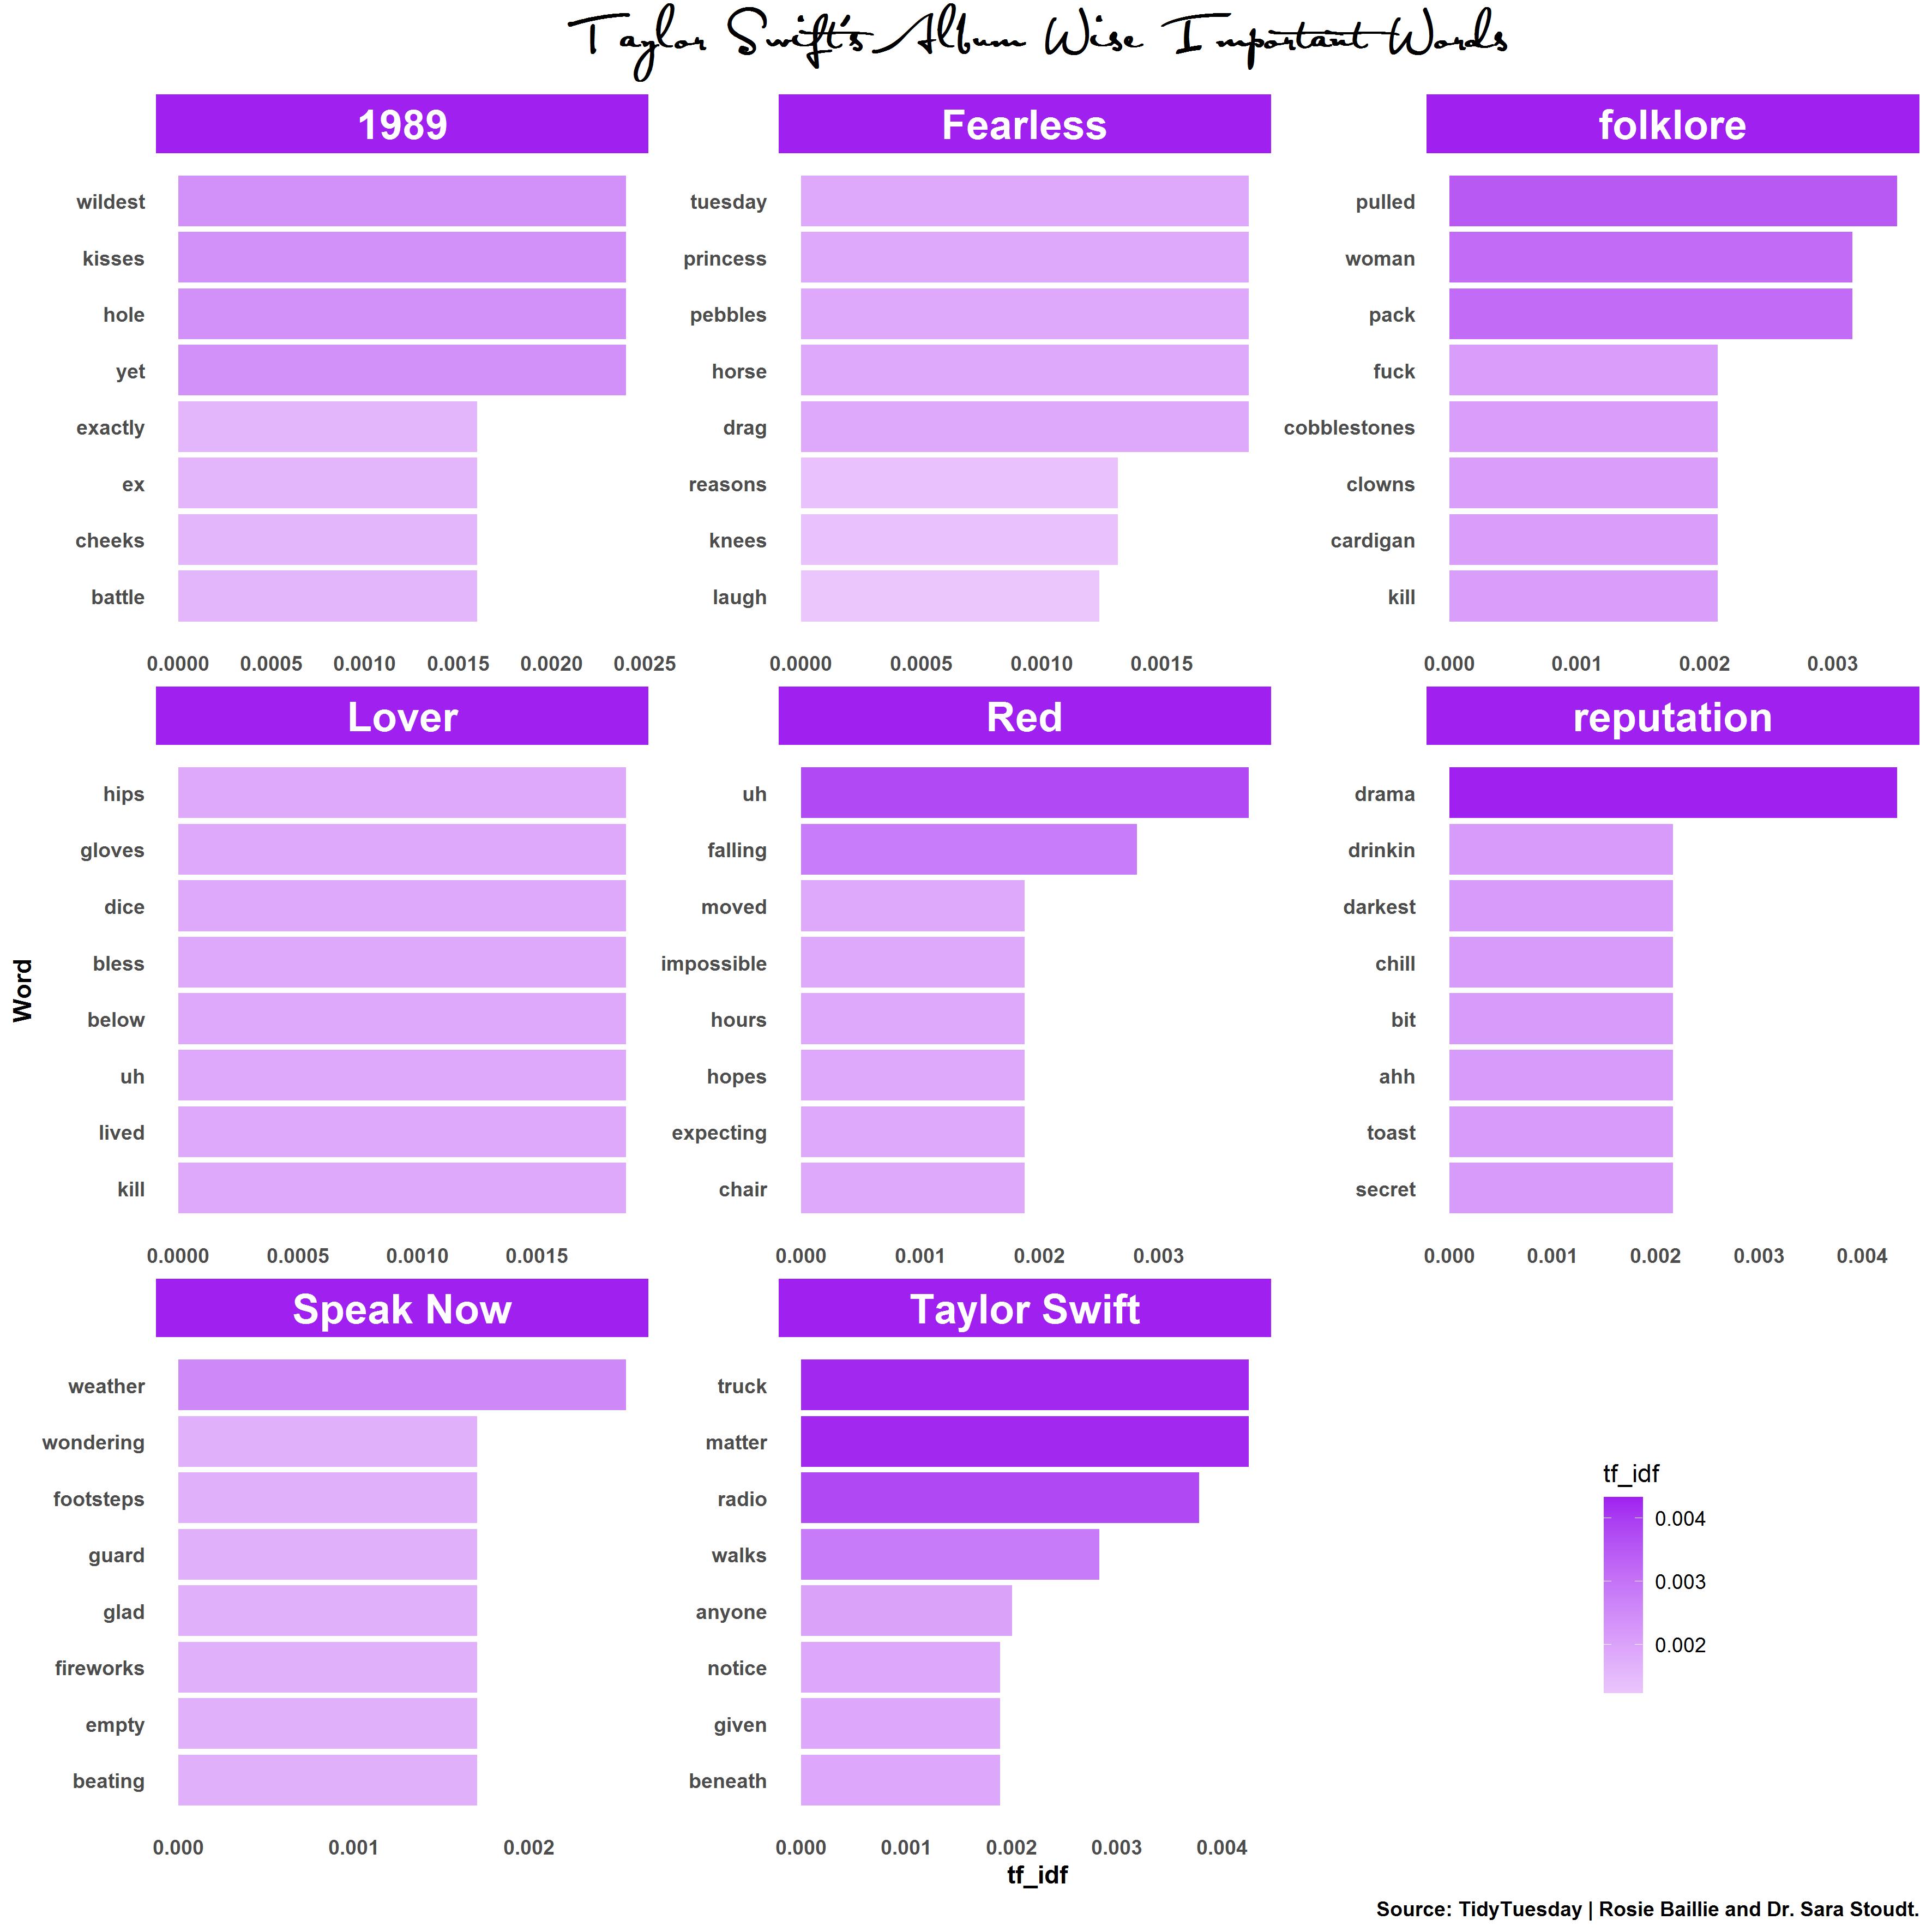 Taylor Swift's Album Wise Important Words
1989
wildest
kisses
hole
yet
exactly
ex
cheeks
battle
0.0000 0.0005 0.0010 0.0015 0.0020 0.0025
Fearless
tuesday
princess
pebbles
horse
drag
reasons
knees
laugh
0.0000 0.0005 0.0010 0.0015
folklore
pulled
woman
pack
fuck
cobblestones
clowns
cardigan
kill
0.000 0.001 0.002 0.003
Word
Lover
hips
gloves
dice
bless
below
uh
lived
kill
0.0000 0.0005 0.0010 0.0015
Red
uh
falling
moved
impossible
hours
hopes
expecting
chair
0.000 0.001 0.002 0.003
reputation
drama
drinkin
darkest
chill
bit
ahh
toast
secret
0.000 0.001 0.002 0.003 0.004
Speak Now
weather
wondering
footsteps
guard
glad
fireworks
empty
beating
0.000 0.001 0.002
Taylor Swift
truck
matter
radio
walks
anyone
notice
given
beneath
0.000 0.001 0.002 0.003 0.004
tf_idf
tf_idf
0.004
0.003
0.002
Source: TidyTuesday | Rosie Baillie and Dr. Sara Stoudt.